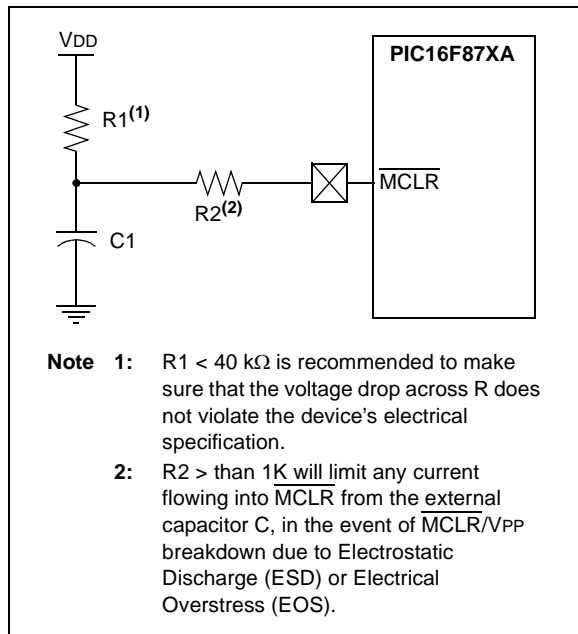 VDD
PIC16F87XA
R1(1)
MCLR
R2(2)
C1
Note 1: R1 < 40 kΩ is recommended to make
sure that the voltage drop across R does
not violate the device's electrical
specification.
2: R2 > than 1K will limit any current
flowing into MCLR from the external
capacitor C, in the event of MCLR/VPP
breakdown due to Electrostatic
Discharge (ESD) or Electrical
Overstress (EOS).